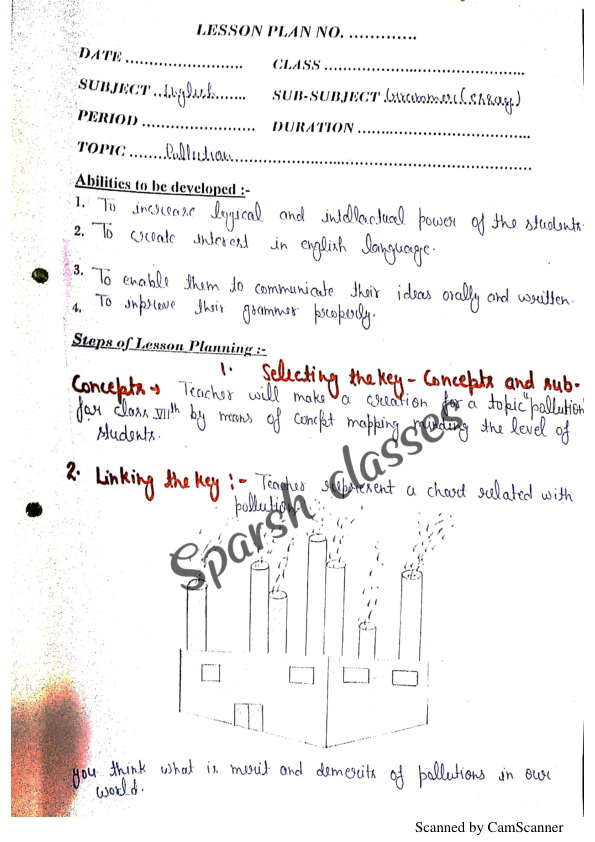 LESSON PLAN NO. .............
DATE ........................ CLASS ..........................................
SUBJECT ..English....... SUB-SUBJECT Grammer(Essay)
PERIOD ....................... DURATION ...................................
TOPIC ........Pollution...............................................................
Abilities to be developed :-
1. To increase logical and intellactual power of the students.
2. To create interest in english language.
3. To enable them to communicate their ideas orally and written.
4. To improve their grammer properly.
Steps of Lesson Planning :-
1. Selecting the key - Concepts and sub-
Concepts → Teacher will make a creation for a topic "pollution
for class VIIth by means of concept mapping minding the level of
students.
2. Linking the key :- Teacher represent a chart related with
pollution.
Sparsh classes
you think what is merit and demerits of pollutions in our
world.
Scanned by CamScanner